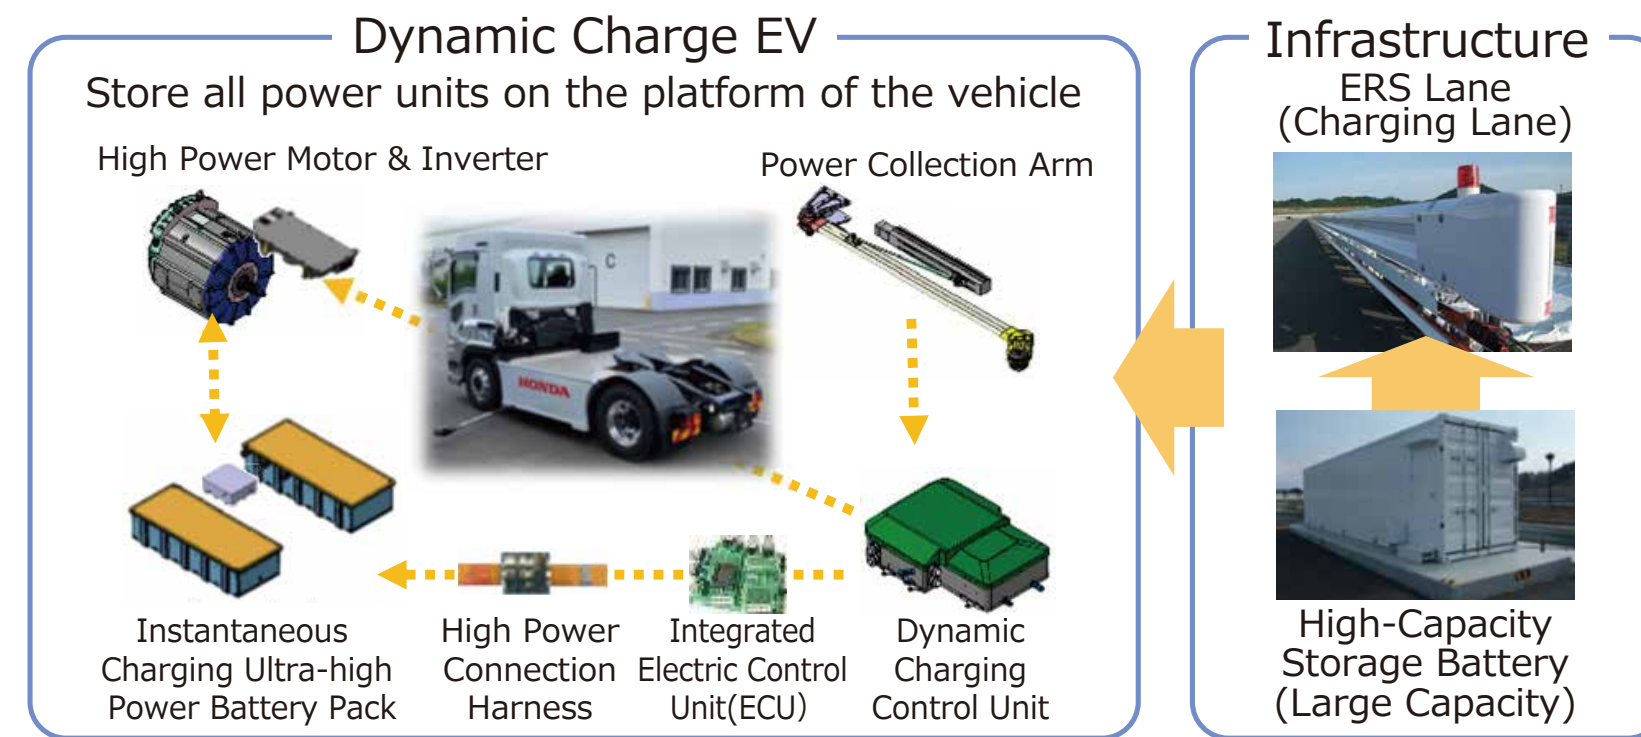 Dynamic Charge EV
Store all power units on the platform of the vehicle
High Power Motor & Inverter
Power Collection Arm
C
HONDA
Instantaneous
Charging Ultra-high
Power Battery Pack
High Power
Connection
Harness
Integrated
Electric Control
Unit(ECU)
Dynamic
Charging
Control Unit
Infrastructure
ERS Lane
(Charging Lane)
High-Capacity
Storage Battery
(Large Capacity)